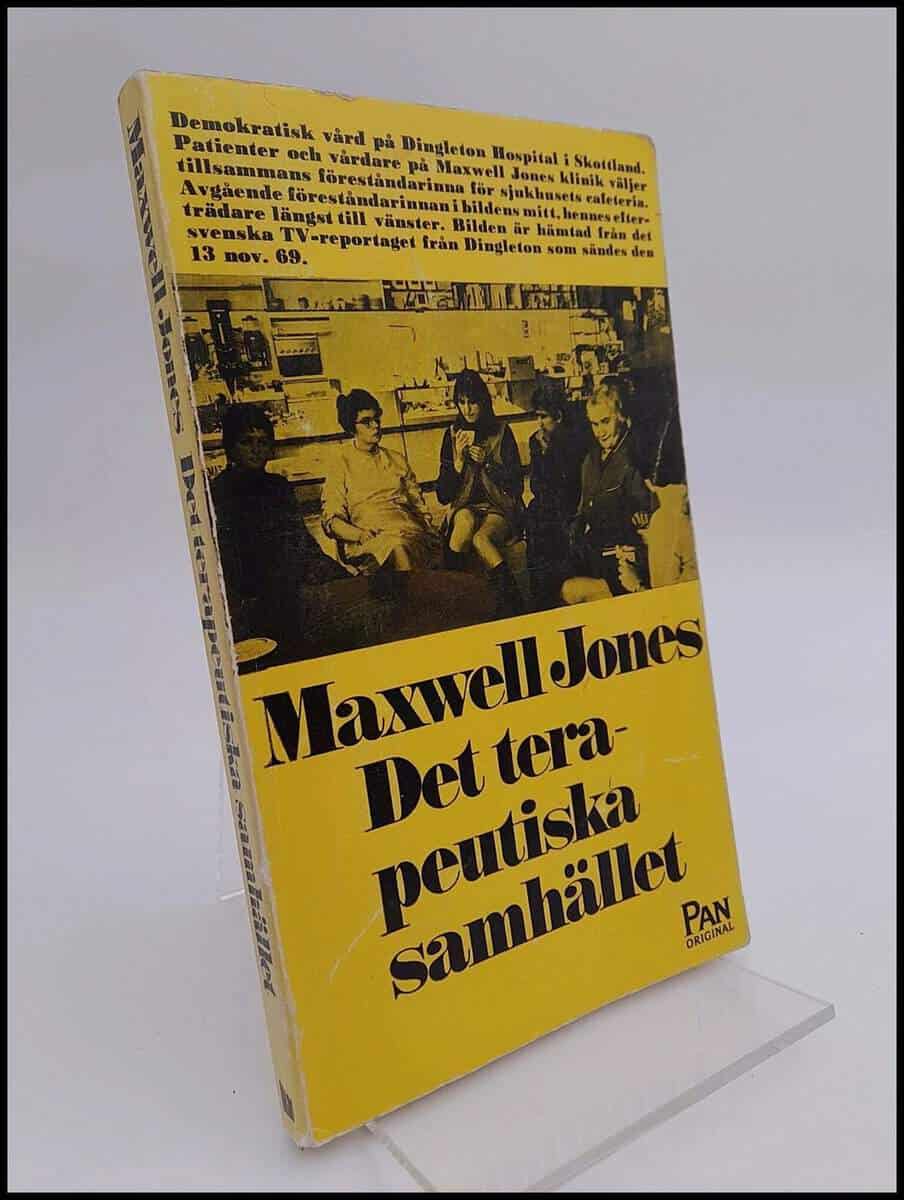 Demokratisk vård på Dingleton Hospital i Skottland.
Patienter och vårdare på Maxwell Jones klinik väljer
tillsammans föreståndarinna för sjukhusets cafeteria.
Avgående föreståndarinnan i bildens mitt, hennes efter-
trädare längst till vänster. Bilden är hämtad från det
svenska TV-reportaget från Dingleton som sändes den
13 nov. 69.
Maxwell Jones
Det tera-
peutiska
samhället
PAN
ORIGINAL
Maxwell Jones Det terapeutiska samhället